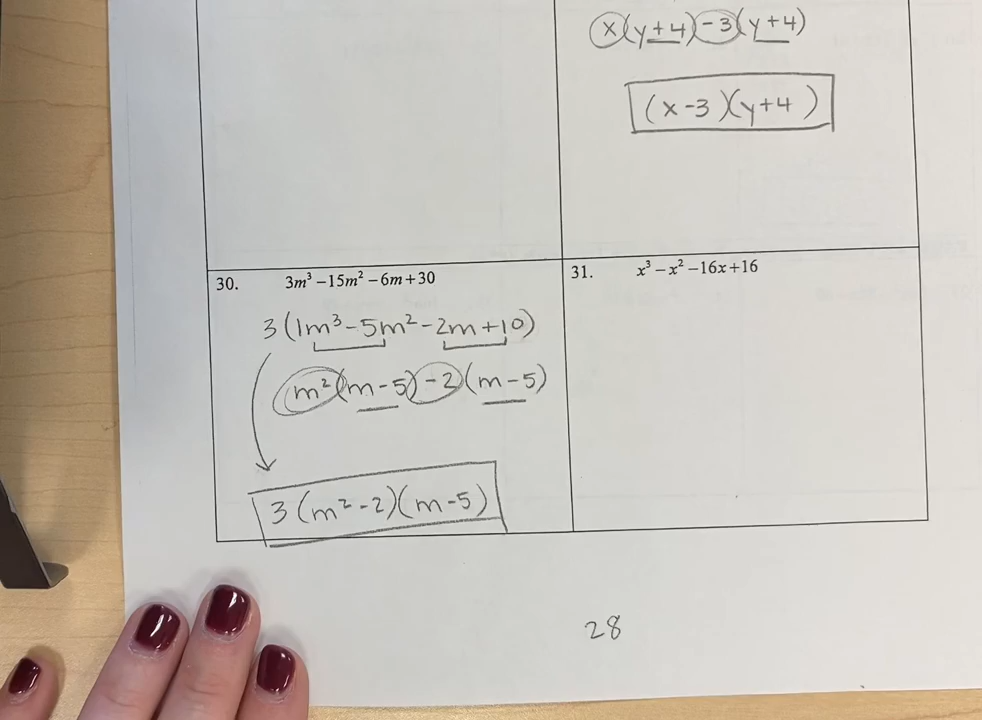 x(y+4)-3(y+4)
(x-3)(y+4)
30. 3m³-15m²-6m+30
3(1m³-5m²-2m+10)
m²(m-5)-2(m-5)
3(m²-2)(m-5)
31. x³-x²-16x+16
28